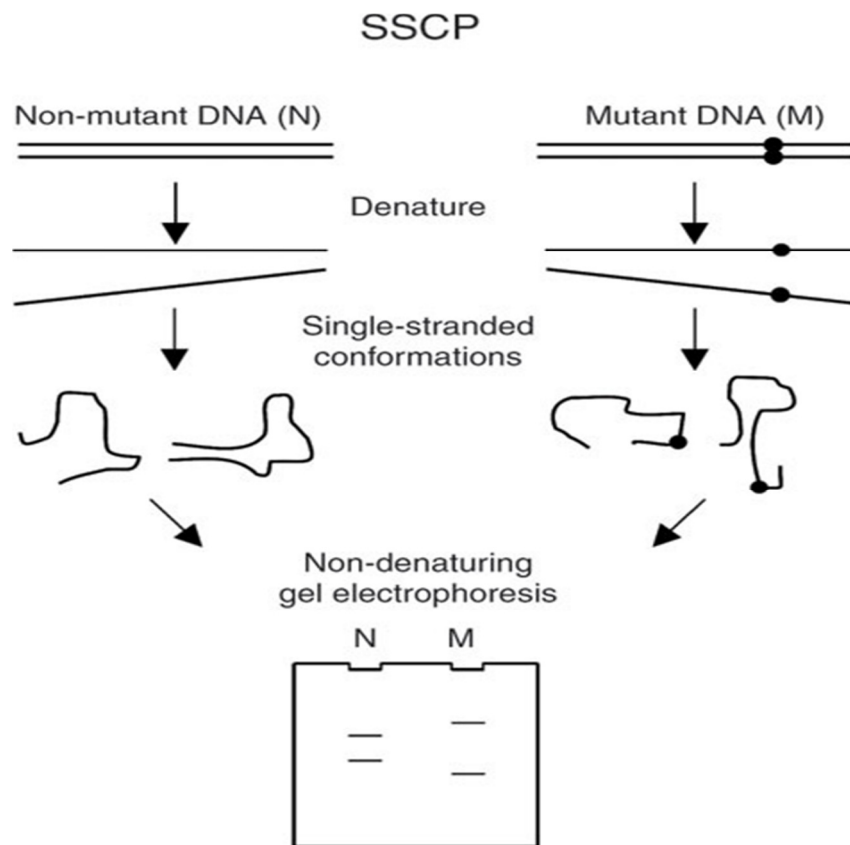 SSCP
Non-mutant DNA (N)
Mutant DNA (M)
Denature
Single-stranded
conformations
Non-denaturing
gel electrophoresis
N
M